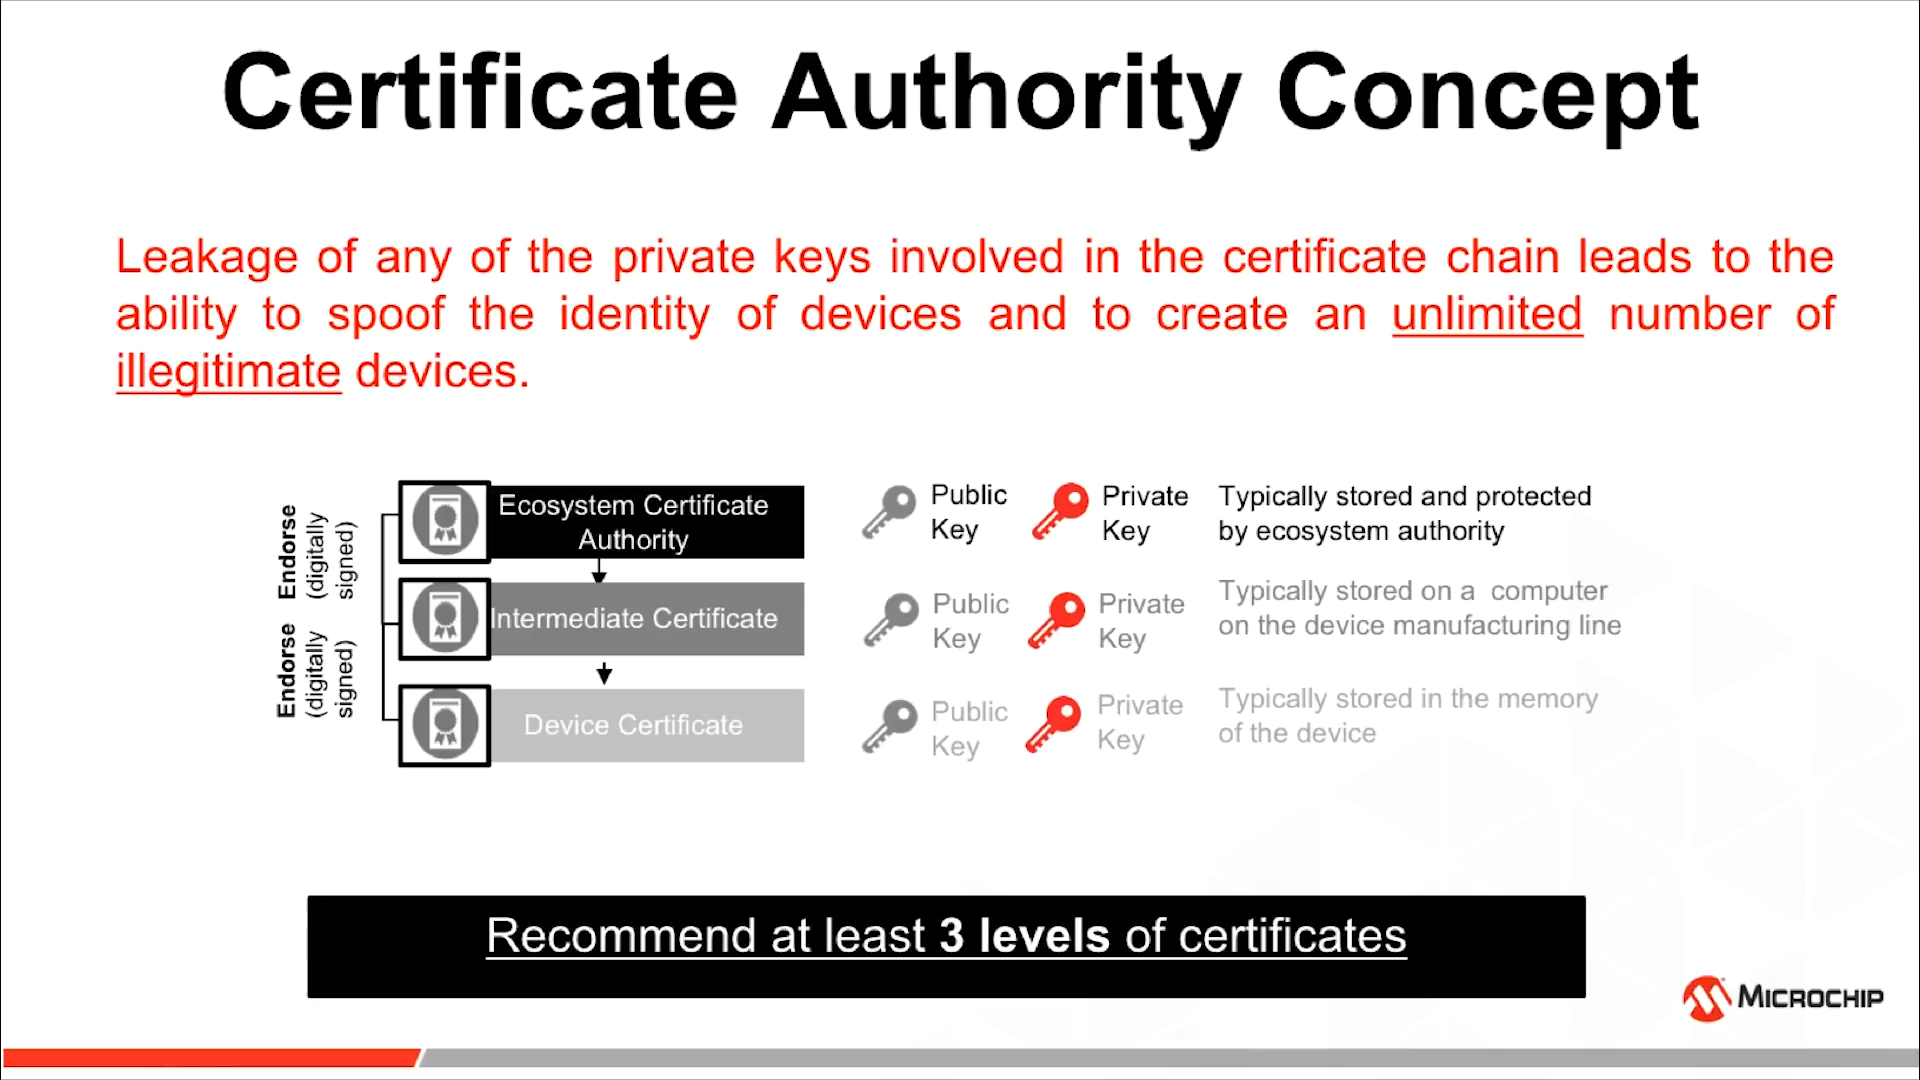 Certificate Authority Concept
Leakage of any of the private keys involved in the certificate chain leads to the
ability to spoof the identity of devices and to create an unlimited number of
illegitimate devices.
Endorse
(digitally
signed)
Endorse
(digitally
signed)
Ecosystem Certificate
Authority
Public
Key
Private
Key
Typically stored and protected
by ecosystem authority
Intermediate Certificate
Public
Key
Private
Key
Typically stored on a computer
on the device manufacturing line
Device Certificate
Public
Key
Private
Key
Typically stored in the memory
of the device
Recommend at least 3 levels of certificates
MICROCHIP